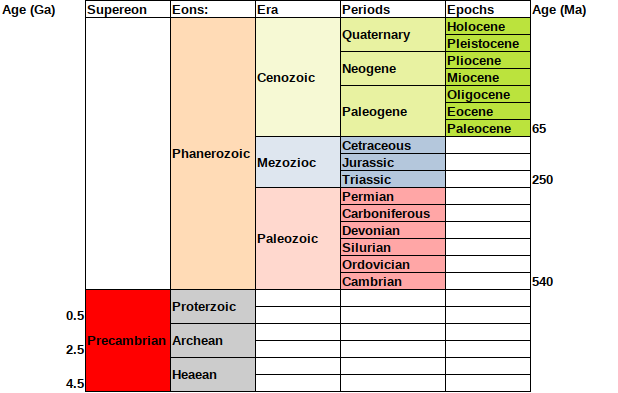 Age (Ga) Supereon Eons: Era Periods Epochs Age (Ma)
Holocene
Quaternary
Pleistocene
Pliocene
Neogene
Cenozoic
Miocene
Oligocene
Paleogene
Eocene
Paleocene 65
Cetraceous
Phanerozoic
Mezozioc
Jurassic
Triassic 250
Permian
Carboniferous
Devonian
Paleozoic
Silurian
Ordovician
Cambrian 540
Proterzoic
0.5
Precambrian
Archean
2.5
Heaean
4.5